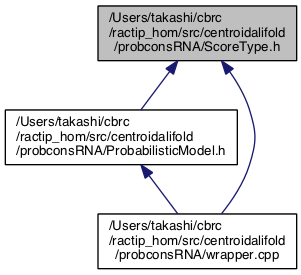 /Users/takashi/cbrc
/ractip_hom/src/centroidalifold
/probconsRNA/ScoreType.h
/Users/takashi/cbrc
/ractip_hom/src/centroidalifold
/probconsRNA/ProbabilisticModel.h
/Users/takashi/cbrc
/ractip_hom/src/centroidalifold
/probconsRNA/wrapper.cpp